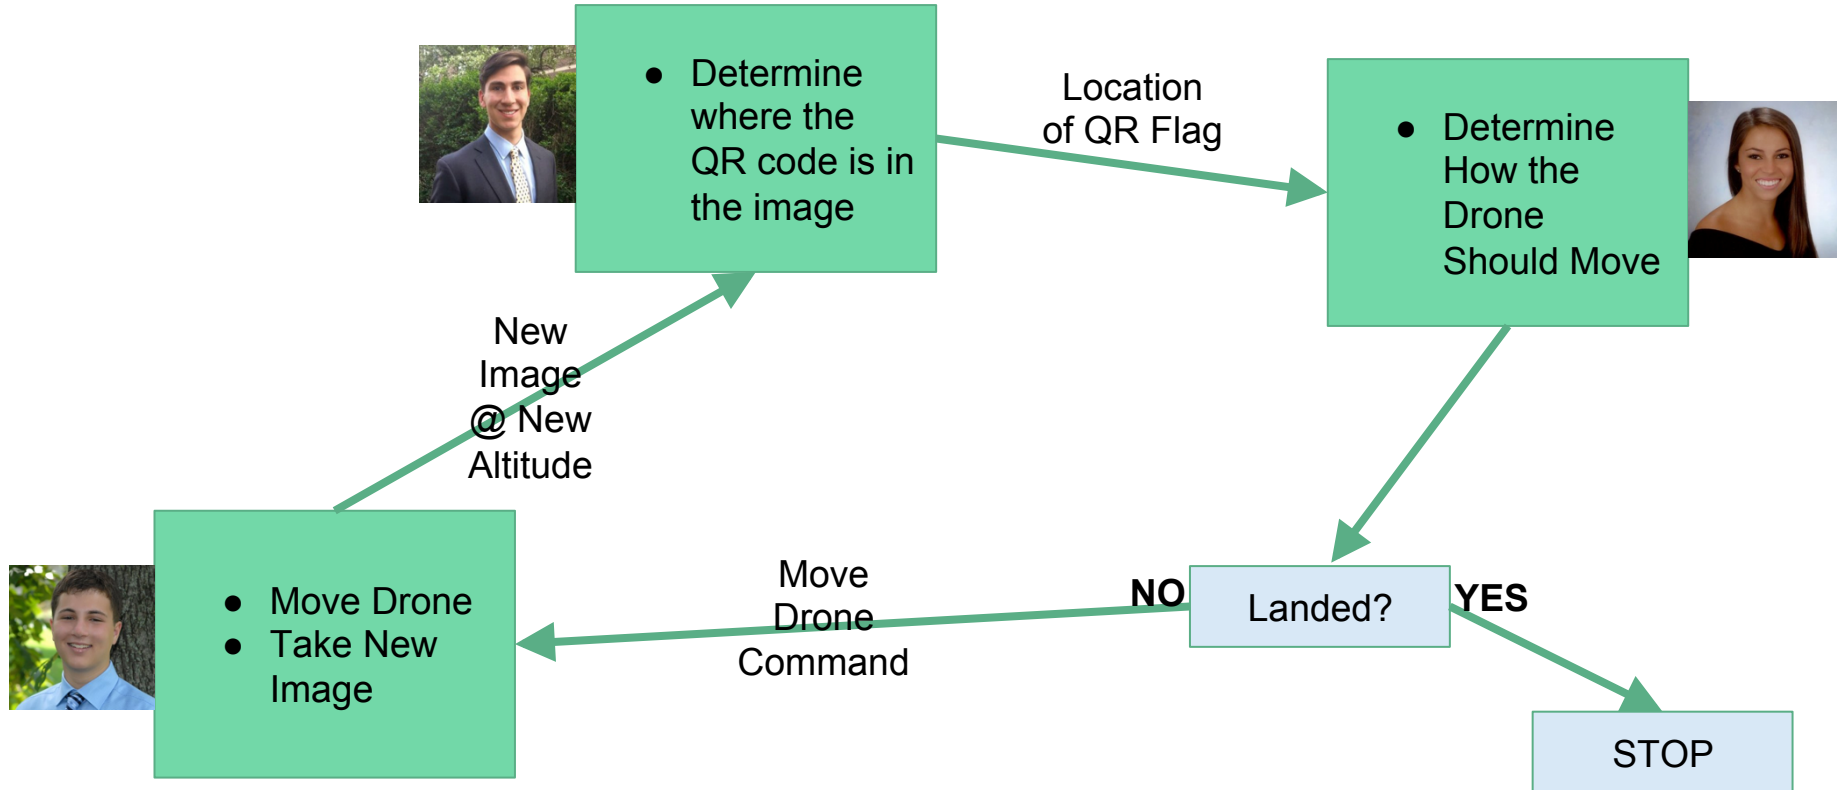 ● Determine
where the
QR code is in
the image
Location
of QR Flag
● Determine
How the
Drone
Should Move
New
Image
@ New
Altitude
● Move Drone
● Take New
Image
Move
Drone
Command
NO
Landed?
YES
STOP